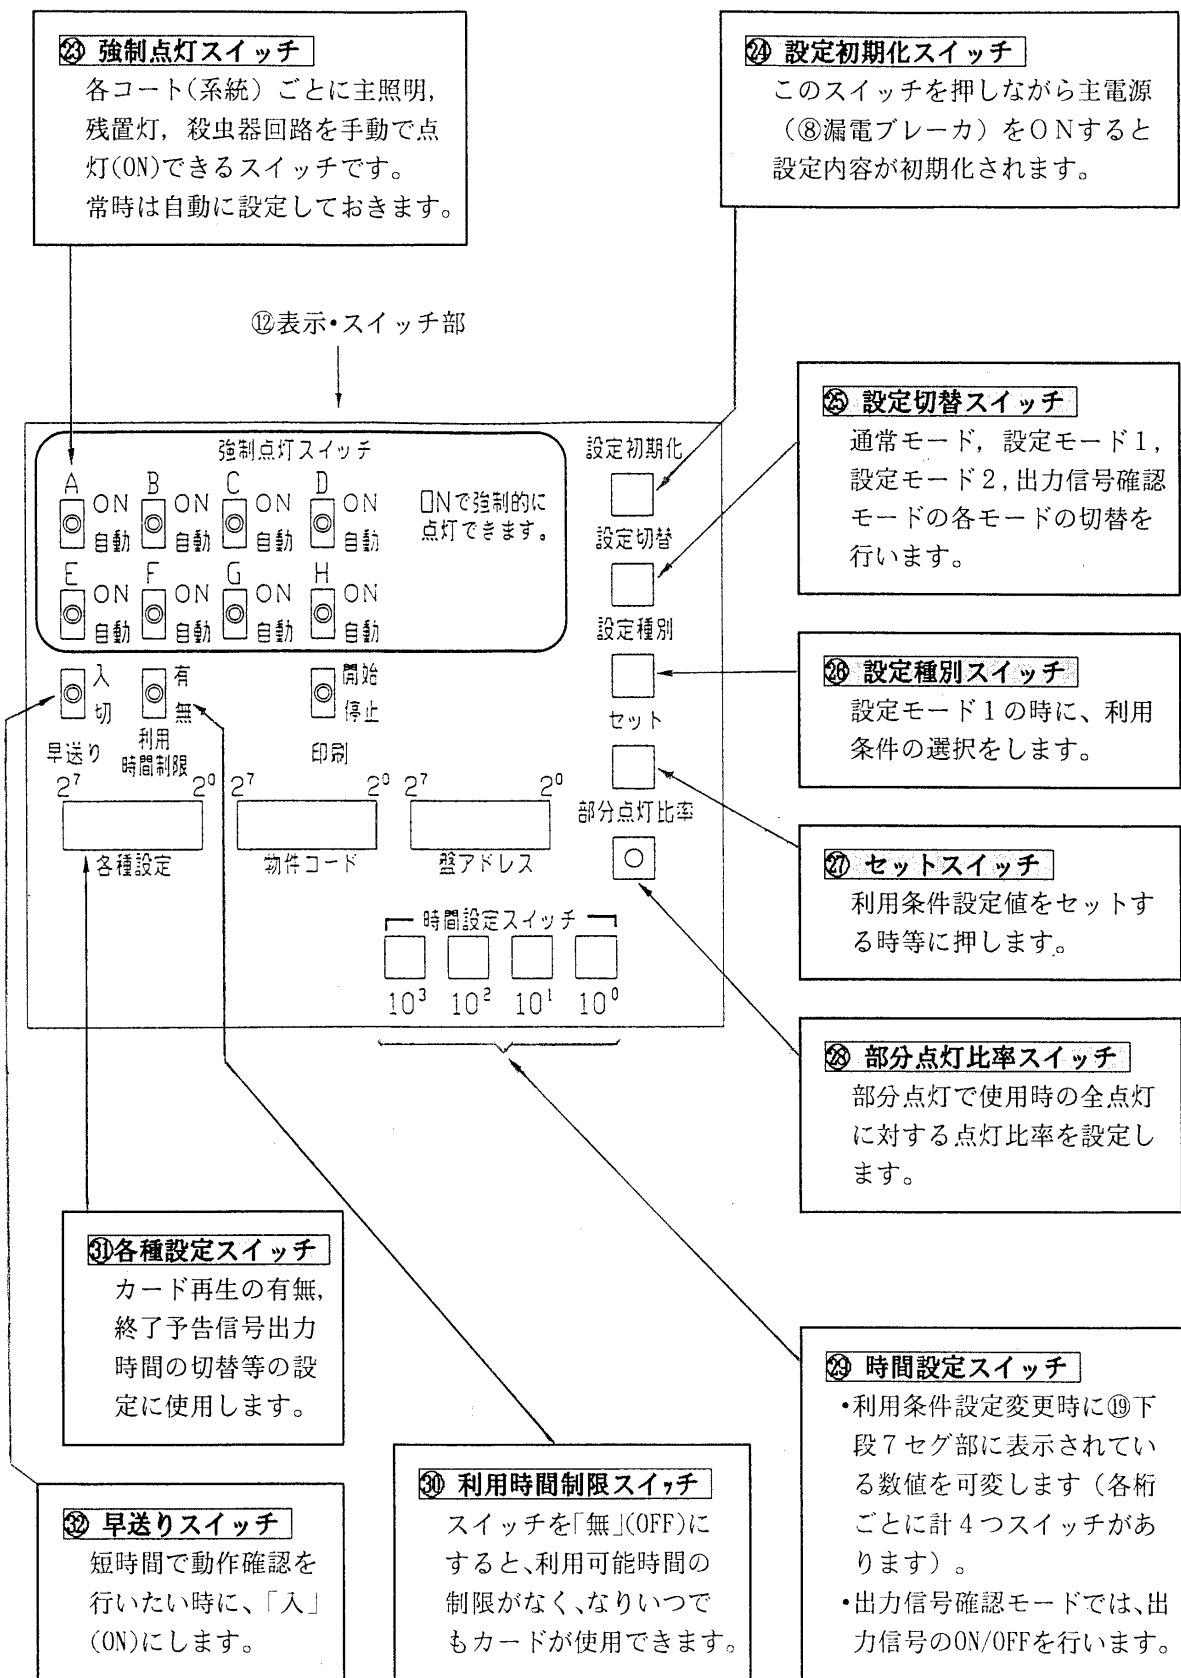 ㉓ 強制点灯スイッチ
各コート(系統) ごとに主照明,
残置灯, 殺虫器回路を手動で点
灯(ON)できるスイッチです。
常時は自動に設定しておきます。
㉔ 設定初期化スイッチ
このスイッチを押しながら主電源
(⑧漏電ブレーカ) をONすると
設定内容が初期化されます。
⑫表示・スイッチ部
強制点灯スイッチ
A ON 自動
B ON 自動
C ON 自動
D ON 自動
E ON 自動
F ON 自動
G ON 自動
H ON 自動
ONで強制的に
点灯できます。
入
切
早送り
有
無
利用
時間制限
開始
停止
印刷
2⁷ 2⁰
各種設定
2⁷ 2⁰
物件コード
2⁷ 2⁰
盤アドレス
設定初期化
設定切替
設定種別
セット
部分点灯比率
時間設定スイッチ
10³ 10² 10¹ 10⁰
㉕ 設定切替スイッチ
通常モード, 設定モード1,
設定モード2, 出力信号確認
モードの各モードの切替を
行います。
㉖ 設定種別スイッチ
設定モード1の時に、利用
条件の選択をします。
㉗ セットスイッチ
利用条件設定値をセットす
る時等に押します。
㉘ 部分点灯比率スイッチ
部分点灯で使用時の全点灯
に対する点灯比率を設定し
ます。
㉛各種設定スイッチ
カード再生の有無,
終了予告信号出力
時間の切替等の設
定に使用します。
㉙ 時間設定スイッチ
・利用条件設定変更時に⑲下
段7セグ部に表示されてい
る数値を可変します(各桁
ごとに計4つスイッチがあ
ります)。
・出力信号確認モードでは、出
力信号のON/OFFを行います。
㉚ 利用時間制限スイッチ
スイッチを「無」(OFF)に
すると、利用可能時間の
制限がなく、なりいつで
もカードが使用できます。
㉜ 早送りスイッチ
短時間で動作確認を
行いたい時に、「入」
(ON)にします。